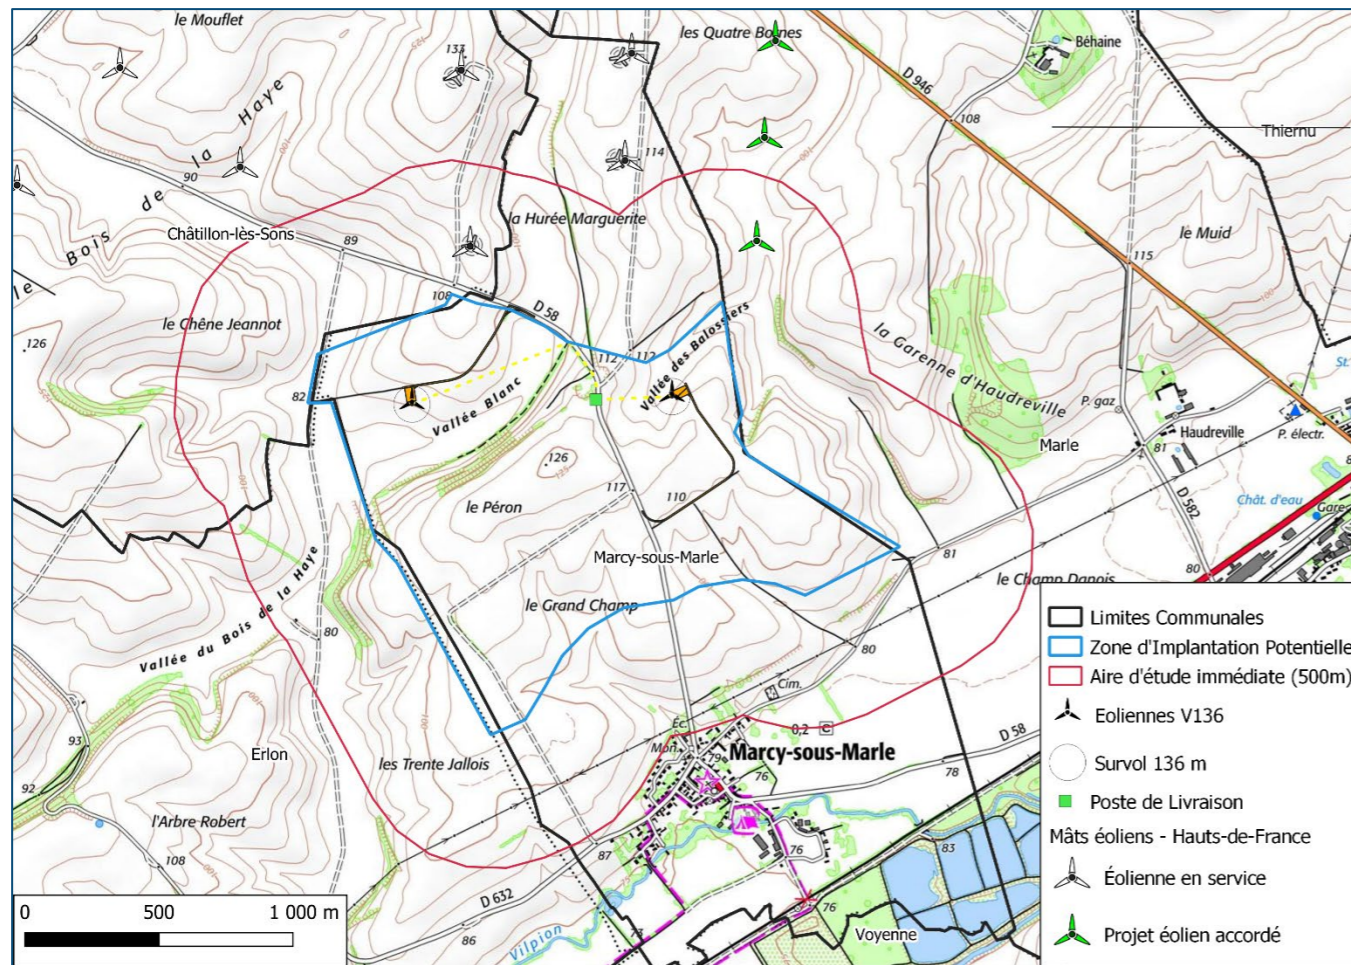 le Mouflet
les Quatre Bornes
Béhaine
133
125
D 946
108
Thiernu
100
114
90
le Bois de la Haye
la Hurée Marguerite
Châtillon-lès-Sons
89
le Muid
115
108
D 58
le Chêne Jeannot
126
112
112
Vallée des Balossiers
la Garenne d'Haudreville
82
Vallée Blanc
P. gaz
Haudreville
P. électr.
Marle
81
126
125
117
110
le Péron
D 582
Chât. d'eau
Gare
Marcy-sous-Marle
81
80
le Champ Danois
Vallée du Bois de la Haye
le Grand Champ
80
80
Cim.
Éc.
Mon.
0,2
C
Marcy-sous-Marle
79
76
D 58
78
93
92
Erlon
les Trente Jallois
l'Arbre Robert
108
87
76
83
D 632
86
76
73
Vilpion
Voyenne
Limites Communales
Zone d'Implantation Potentielle
Aire d'étude immédiate (500m)
Eoliennes V136
Survol 136 m
Poste de Livraison
Mâts éoliens - Hauts-de-France
Éolienne en service
Projet éolien accordé
0 500 1 000 m